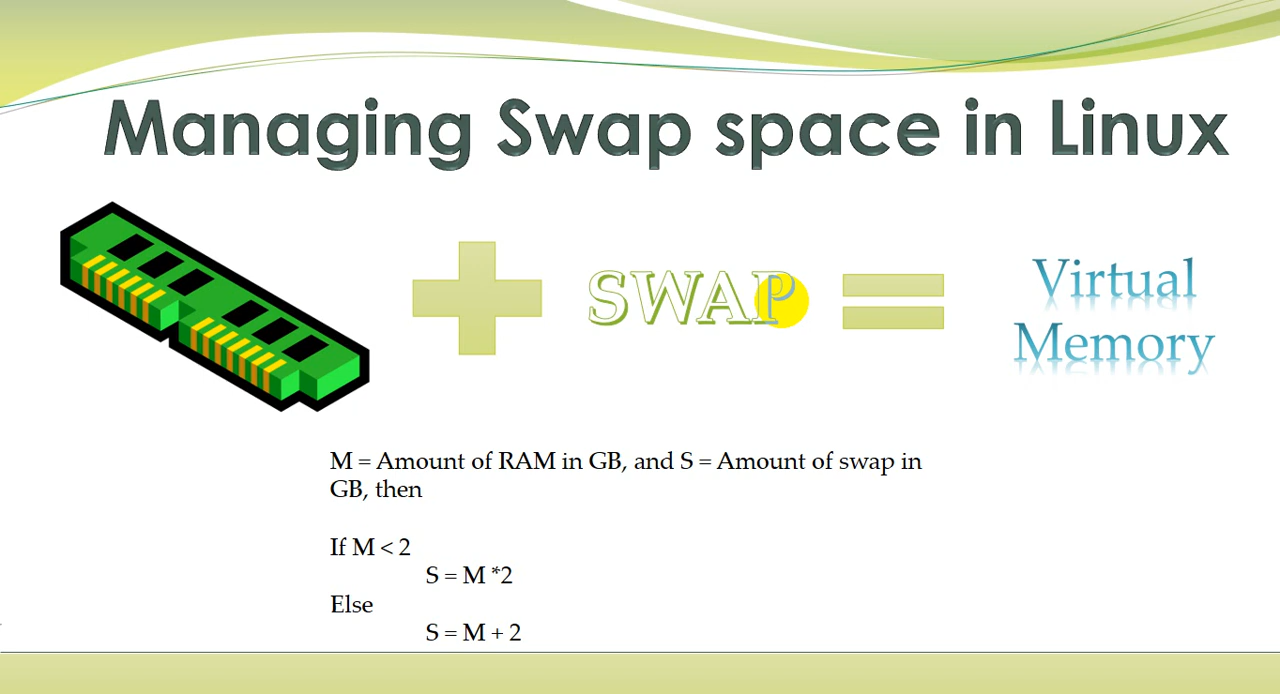 Managing Swap space in Linux
SWAP
Virtual
Memory
M = Amount of RAM in GB, and S = Amount of swap in
GB, then
If M < 2
S = M *2
Else
S = M + 2